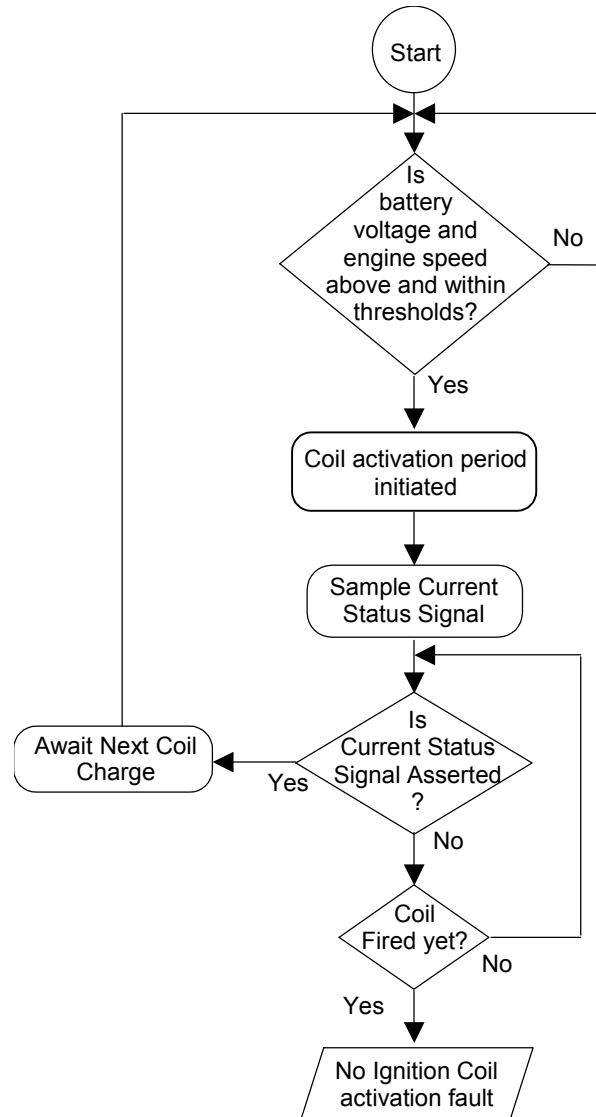 Start
Is
battery
voltage and
engine speed
above and within
thresholds?
No
Yes
Coil activation period
initiated
Sample Current
Status Signal
Is
Current Status
Signal Asserted
?
Yes
Await Next Coil
Charge
No
Coil
Fired yet?
No
Yes
No Ignition Coil
activation fault